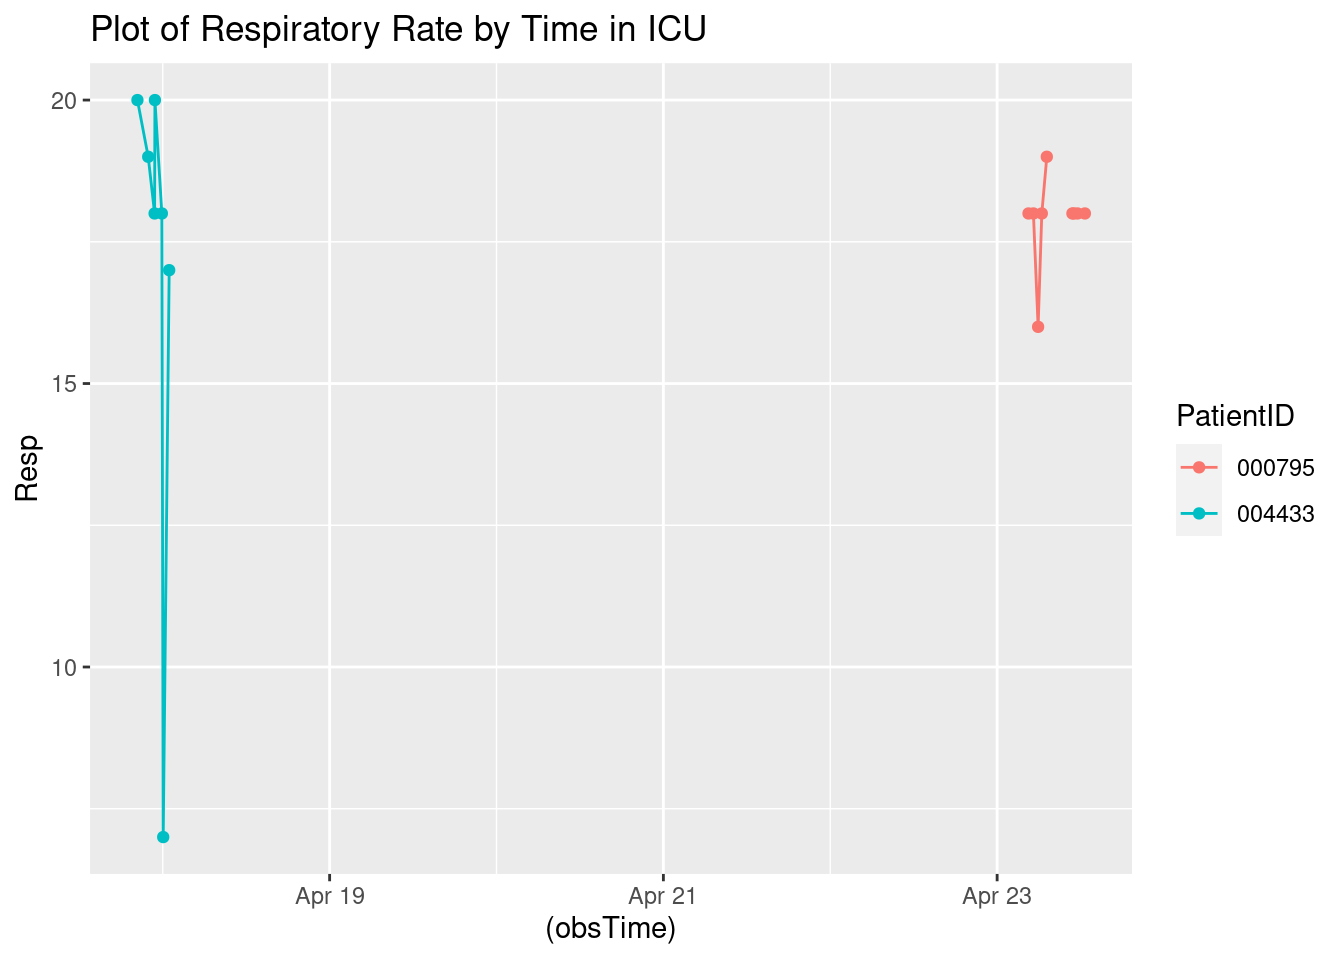 Plot of Respiratory Rate by Time in ICU
20
15
10
Resp
Apr 19
Apr 21
Apr 23
(obsTime)
PatientID
000795
004433